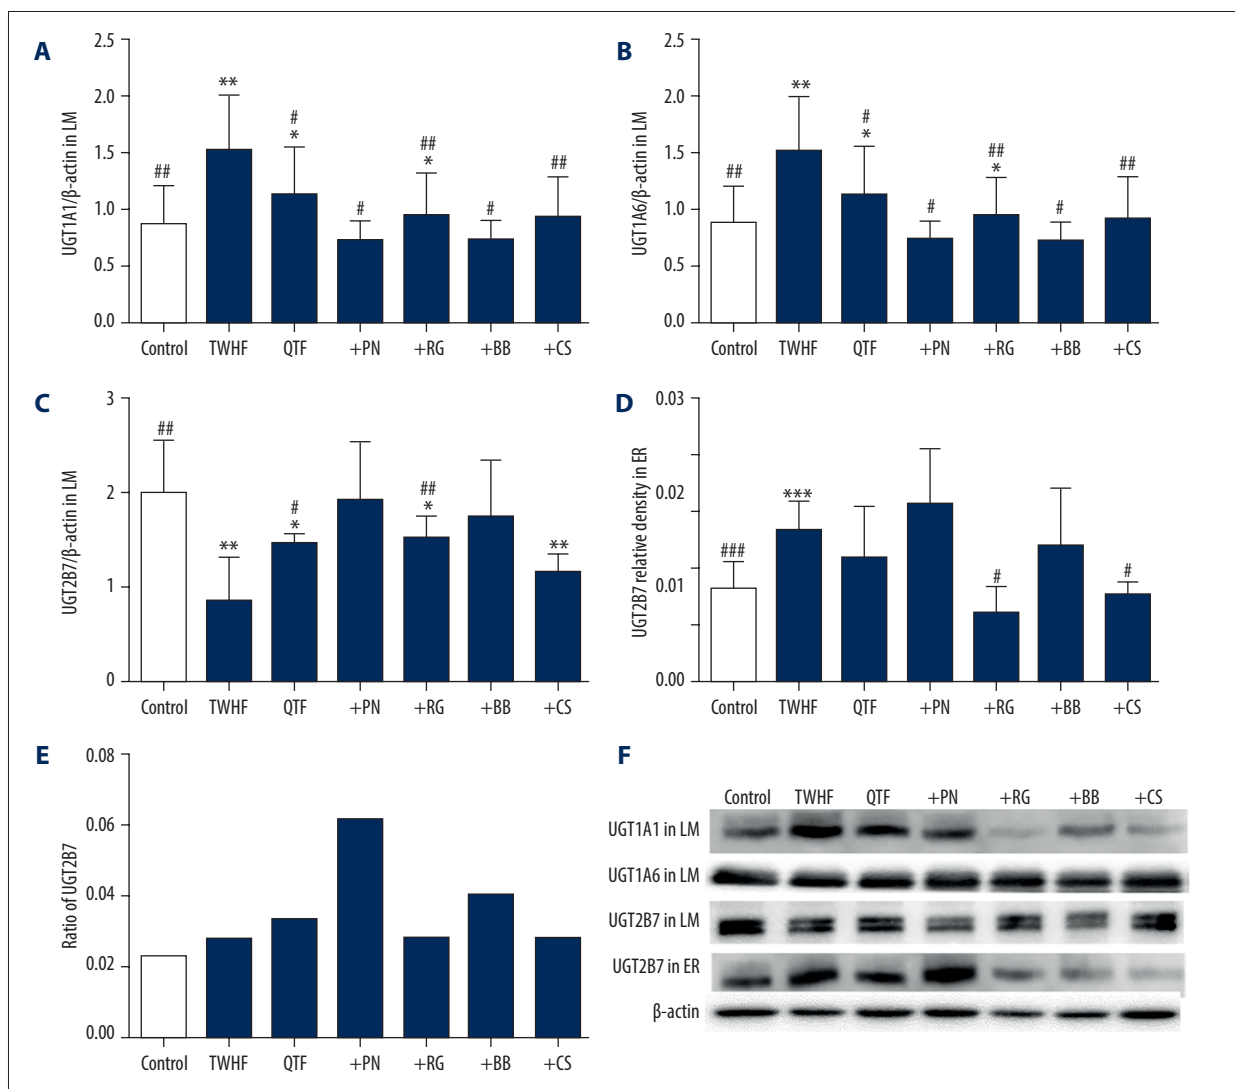 A
UGT1A1/β-actin in LM
2.5
2.0
1.5
1.0
0.5
0.0
##
**
#
*
#
##
*
#
##
Control TWHF QTF +PN +RG +BB +CS
B
UGT1A6/β-actin in LM
2.5
2.0
1.5
1.0
0.5
0.0
##
**
#
*
#
##
*
#
##
Control TWHF QTF +PN +RG +BB +CS
C
UGT2B7/β-actin in LM
3
2
1
0
##
**
#
*
##
*
**
Control TWHF QTF +PN +RG +BB +CS
D
UGT2B7 relative density in ER
0.03
0.02
0.01
0.00
###
***
#
#
Control TWHF QTF +PN +RG +BB +CS
E
Ratio of UGT2B7
0.08
0.06
0.04
0.02
0.00
Control TWHF QTF +PN +RG +BB +CS
F
Control TWHF QTF +PN +RG +BB +CS
UGT1A1 in LM
UGT1A6 in LM
UGT2B7 in LM
UGT2B7 in ER
β-actin